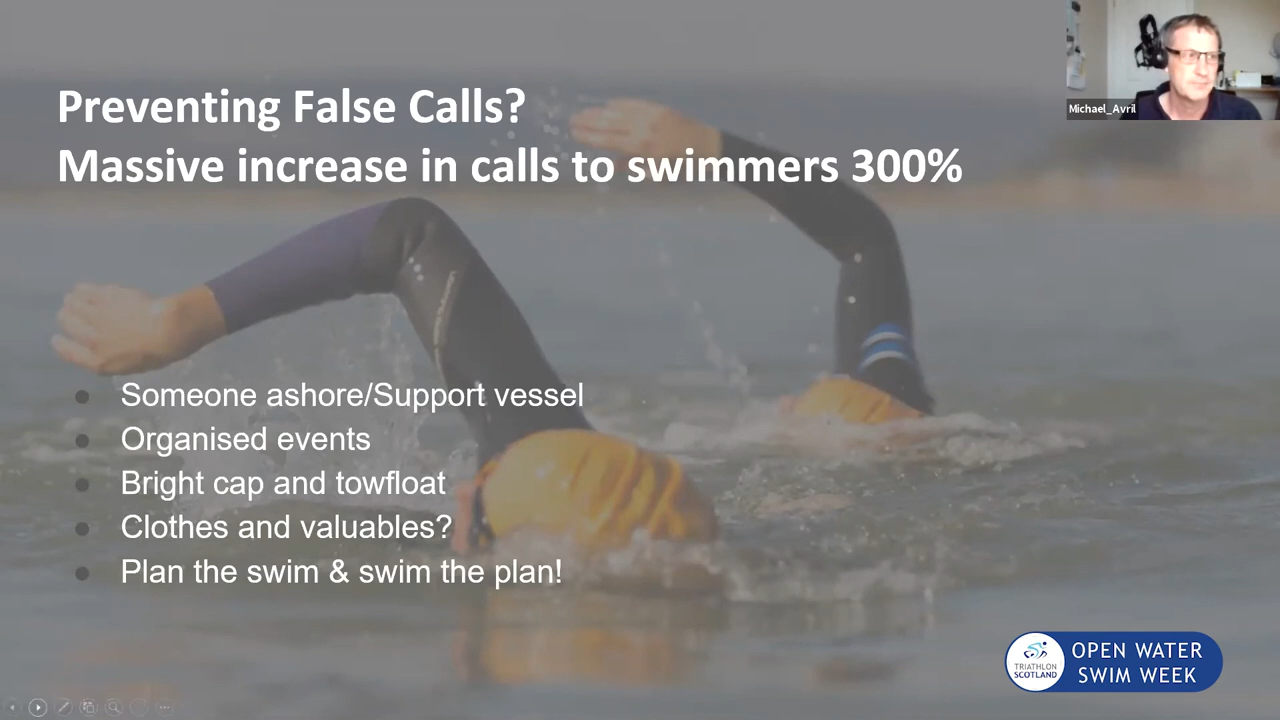 Michael_Avril
Preventing False Calls?
Massive increase in calls to swimmers 300%
Someone ashore/Support vessel
Organised events
Bright cap and towfloat
Clothes and valuables?
Plan the swim & swim the plan!
TRIATHLON
SCOTLAND
OPEN WATER
SWIM WEEK